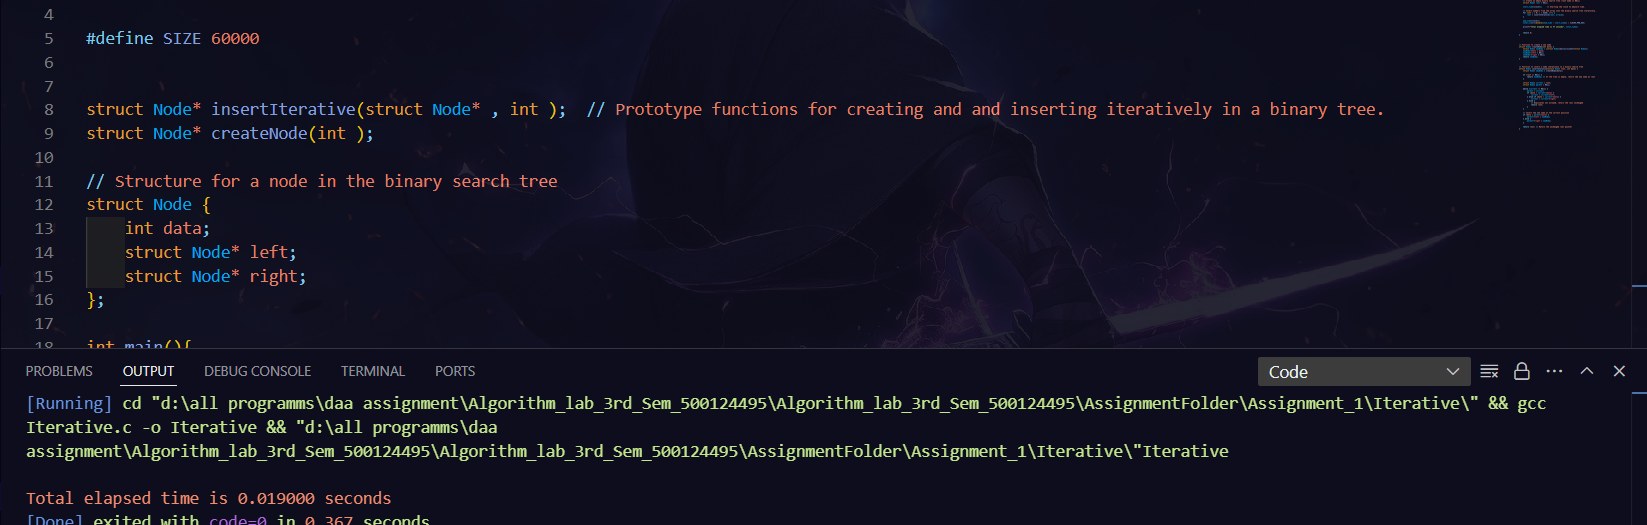 4
5 #define SIZE 60000
6
7
8 struct Node* insertIterative(struct Node* , int );  // Prototype functions for creating and and inserting iteratively in a binary tree.
9 struct Node* createNode(int );
10
11 // Structure for a node in the binary search tree
12 struct Node {
13     int data;
14     struct Node* left;
15     struct Node* right;
16 };
17
18 int main(){
PROBLEMS OUTPUT DEBUG CONSOLE TERMINAL PORTS Code
[Running] cd "d:\all programms\daa assignment\Algorithm_lab_3rd_Sem_500124495\Algorithm_lab_3rd_Sem_500124495\AssignmentFolder\Assignment_1\Iterative\" && gcc
Iterative.c -o Iterative && "d:\all programms\daa
assignment\Algorithm_lab_3rd_Sem_500124495\Algorithm_lab_3rd_Sem_500124495\AssignmentFolder\Assignment_1\Iterative\"Iterative
Total elapsed time is 0.019000 seconds
[Done] exited with code=0 in 0.367 seconds